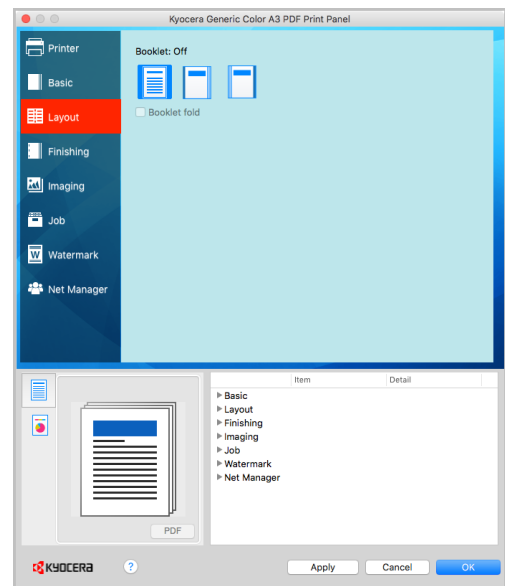 Kyocera Generic Color A3 PDF Print Panel
Printer
Basic
Layout
Finishing
Imaging
Job
W Watermark
Net Manager
Booklet: Off
Booklet fold
Item Detail
Basic
Layout
Finishing
Imaging
Job
Watermark
Net Manager
PDF
KYOCERA
?
Apply Cancel OK